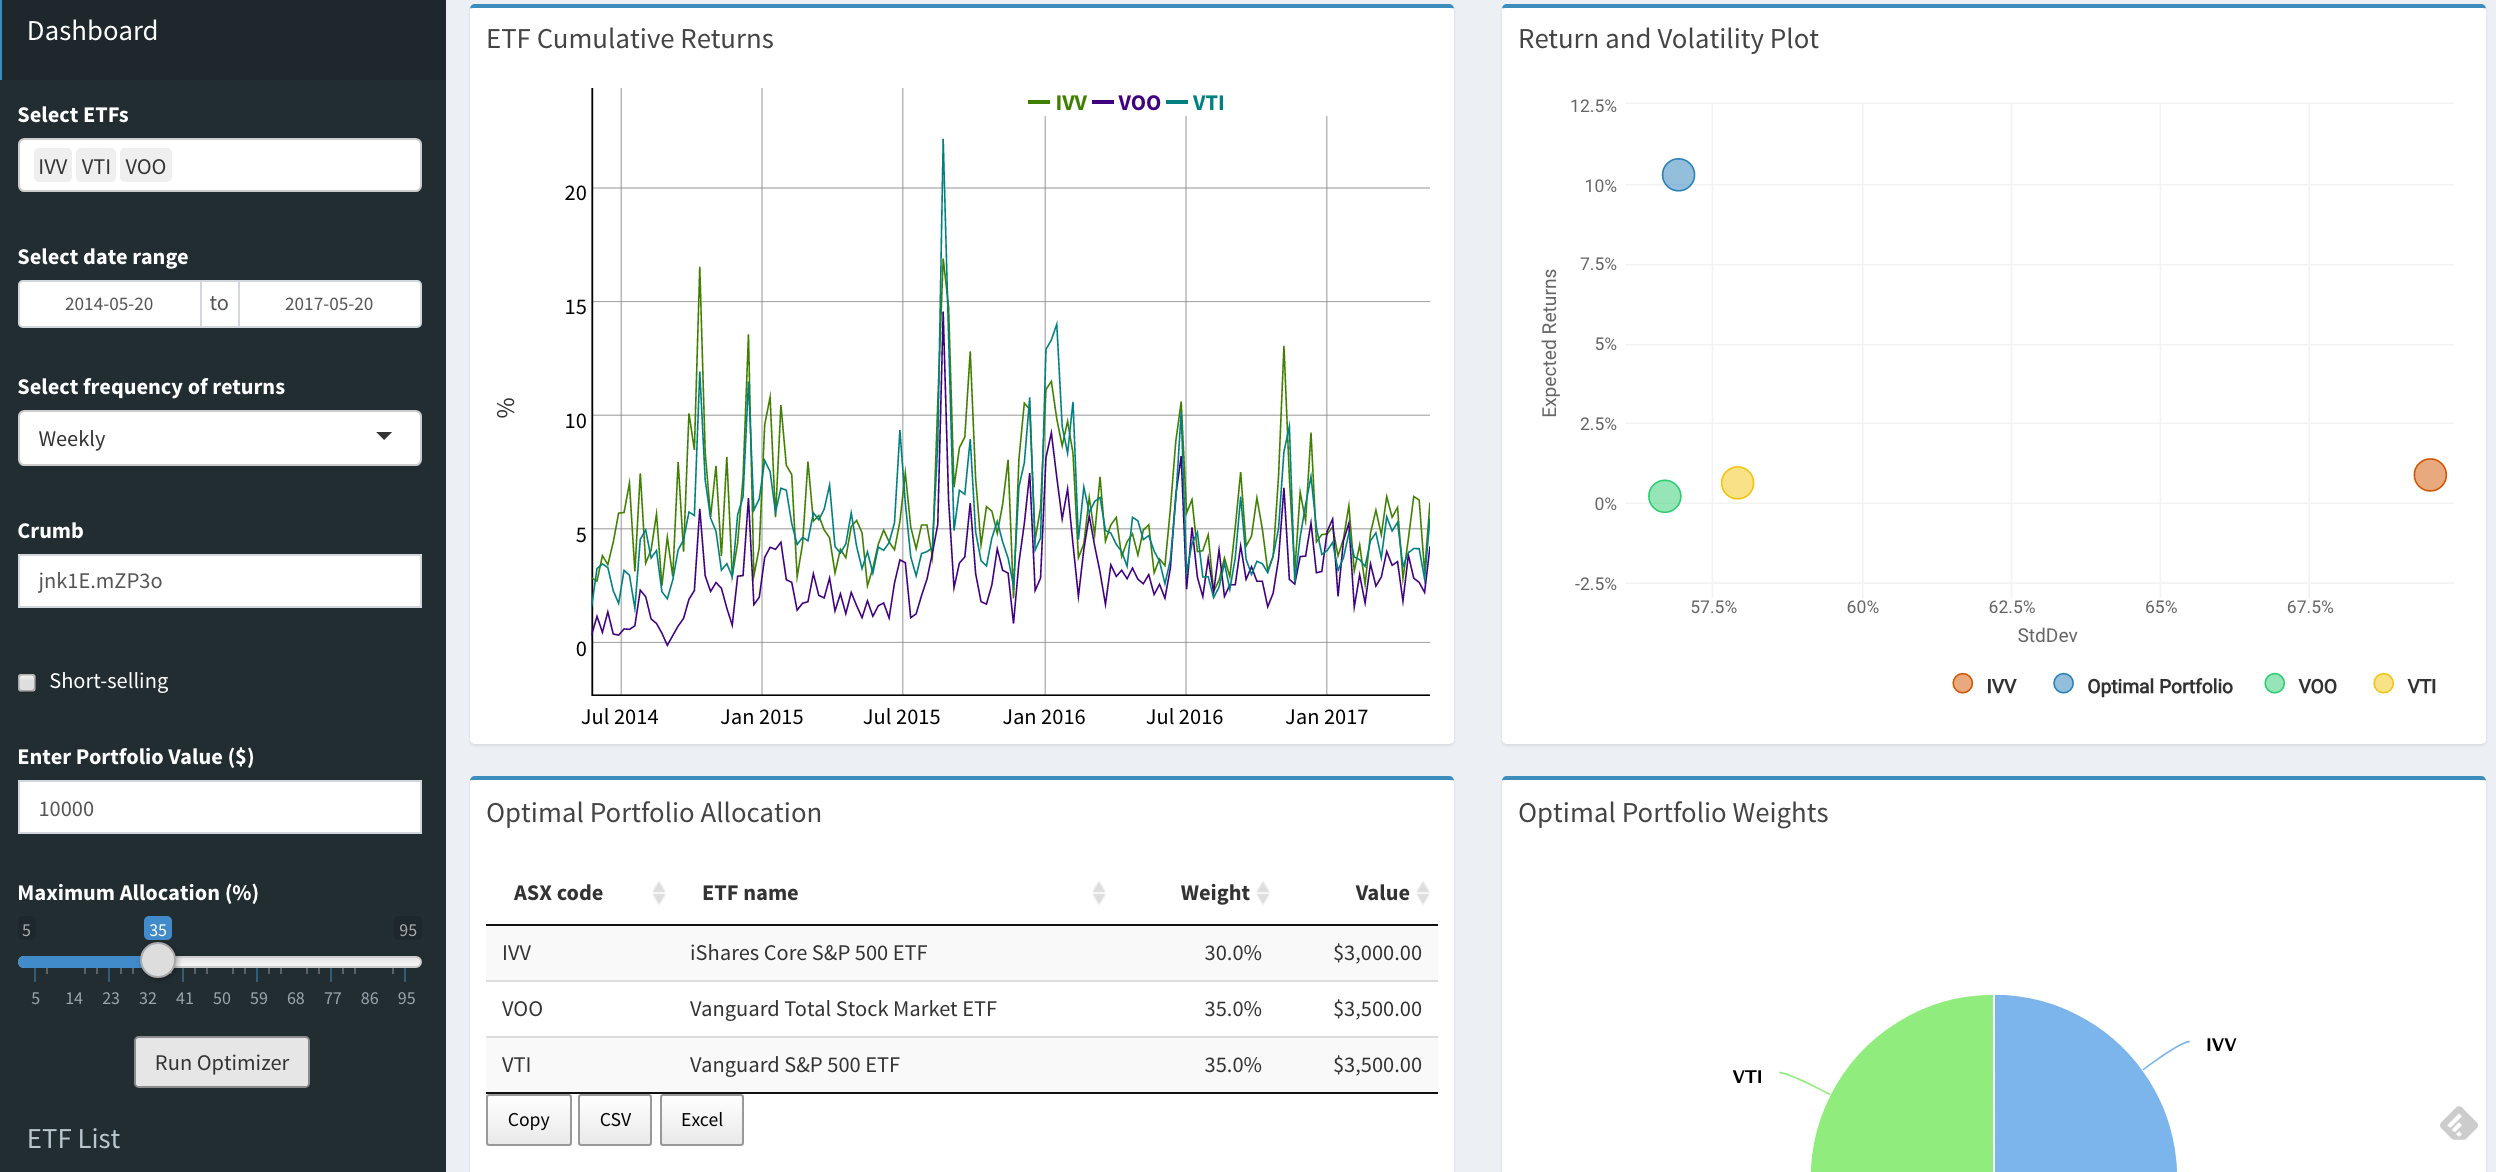 Dashboard
Select ETFs
IVV VTI VOO
Select date range
2014-05-20 to 2017-05-20
Select frequency of returns
Weekly
Crumb
jnk1E.mZP3o
Short-selling
Enter Portfolio Value ($)
10000
Maximum Allocation (%)
5 35 95
5 14 23 32 41 50 59 68 77 86 95
Run Optimizer
ETF List
ETF Cumulative Returns
IVV VOO VTI
20
15
10
5
0
%
Jul 2014 Jan 2015 Jul 2015 Jan 2016 Jul 2016 Jan 2017
Return and Volatility Plot
12.5%
10%
7.5%
5%
2.5%
0%
-2.5%
Expected Returns
57.5% 60% 62.5% 65% 67.5%
StdDev
IVV Optimal Portfolio VOO VTI
Optimal Portfolio Allocation
ASX code ETF name Weight Value
IVV iShares Core S&P 500 ETF 30.0% $3,000.00
VOO Vanguard Total Stock Market ETF 35.0% $3,500.00
VTI Vanguard S&P 500 ETF 35.0% $3,500.00
Copy CSV Excel
Optimal Portfolio Weights
IVV
VTI